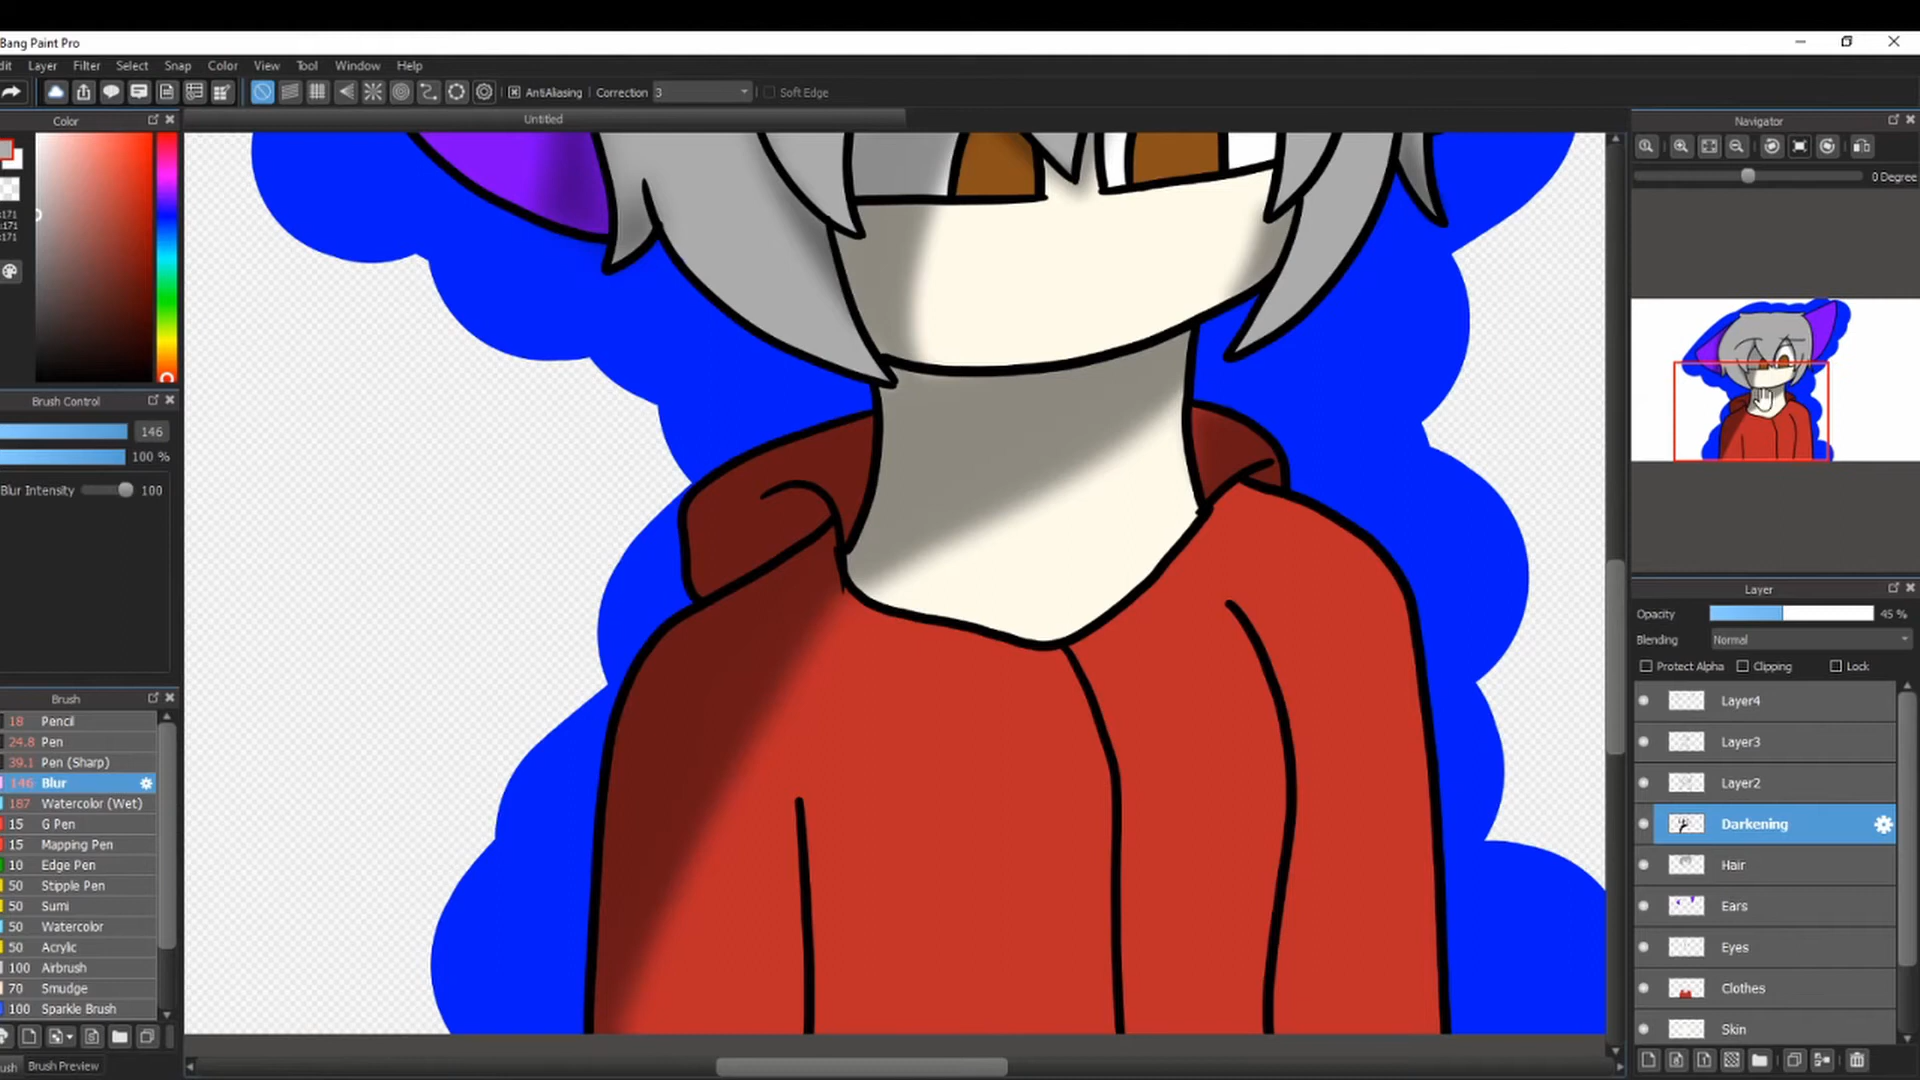 Bang Paint Pro
dit Layer Filter Select Snap Color View Tool Window Help
AntiAliasing Correction 3 Soft Edge
Color
Untitled
Navigator
0 Degree
:171
:171
:171
Brush Control
146
100 %
Blur Intensity 100
Layer
Opacity 45 %
Blending Normal
Protect Alpha Clipping Lock
Brush
18 Pencil
24.8 Pen
39.1 Pen (Sharp)
146 Blur
187 Watercolor (Wet)
15 G Pen
15 Mapping Pen
10 Edge Pen
50 Stipple Pen
50 Sumi
50 Watercolor
50 Acrylic
100 Airbrush
70 Smudge
100 Sparkle Brush
Layer4
Layer3
Layer2
Darkening
Hair
Ears
Eyes
Clothes
Skin
ush Brush Preview